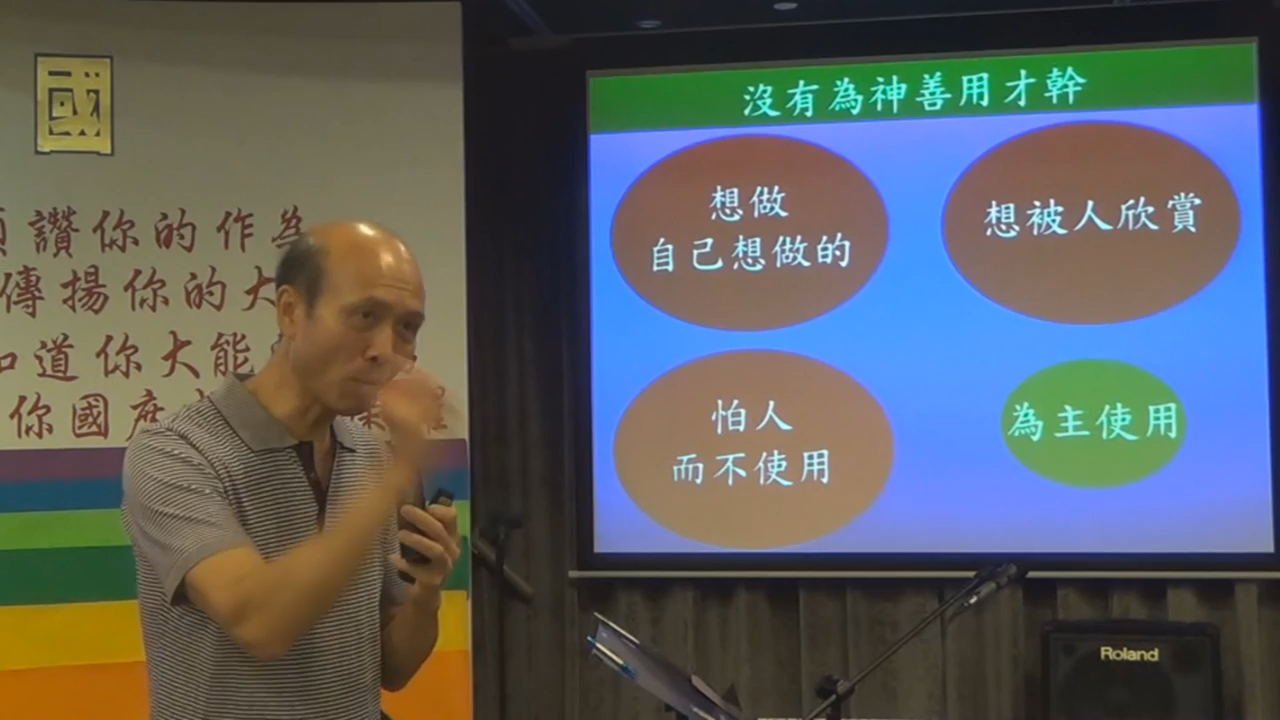 國
讚你的作為
傳揚你的大
知道你大能
你國度
沒有為神善用才幹
想做
自己想做的
想被人欣賞
怕人
而不使用
為主使用
Roland